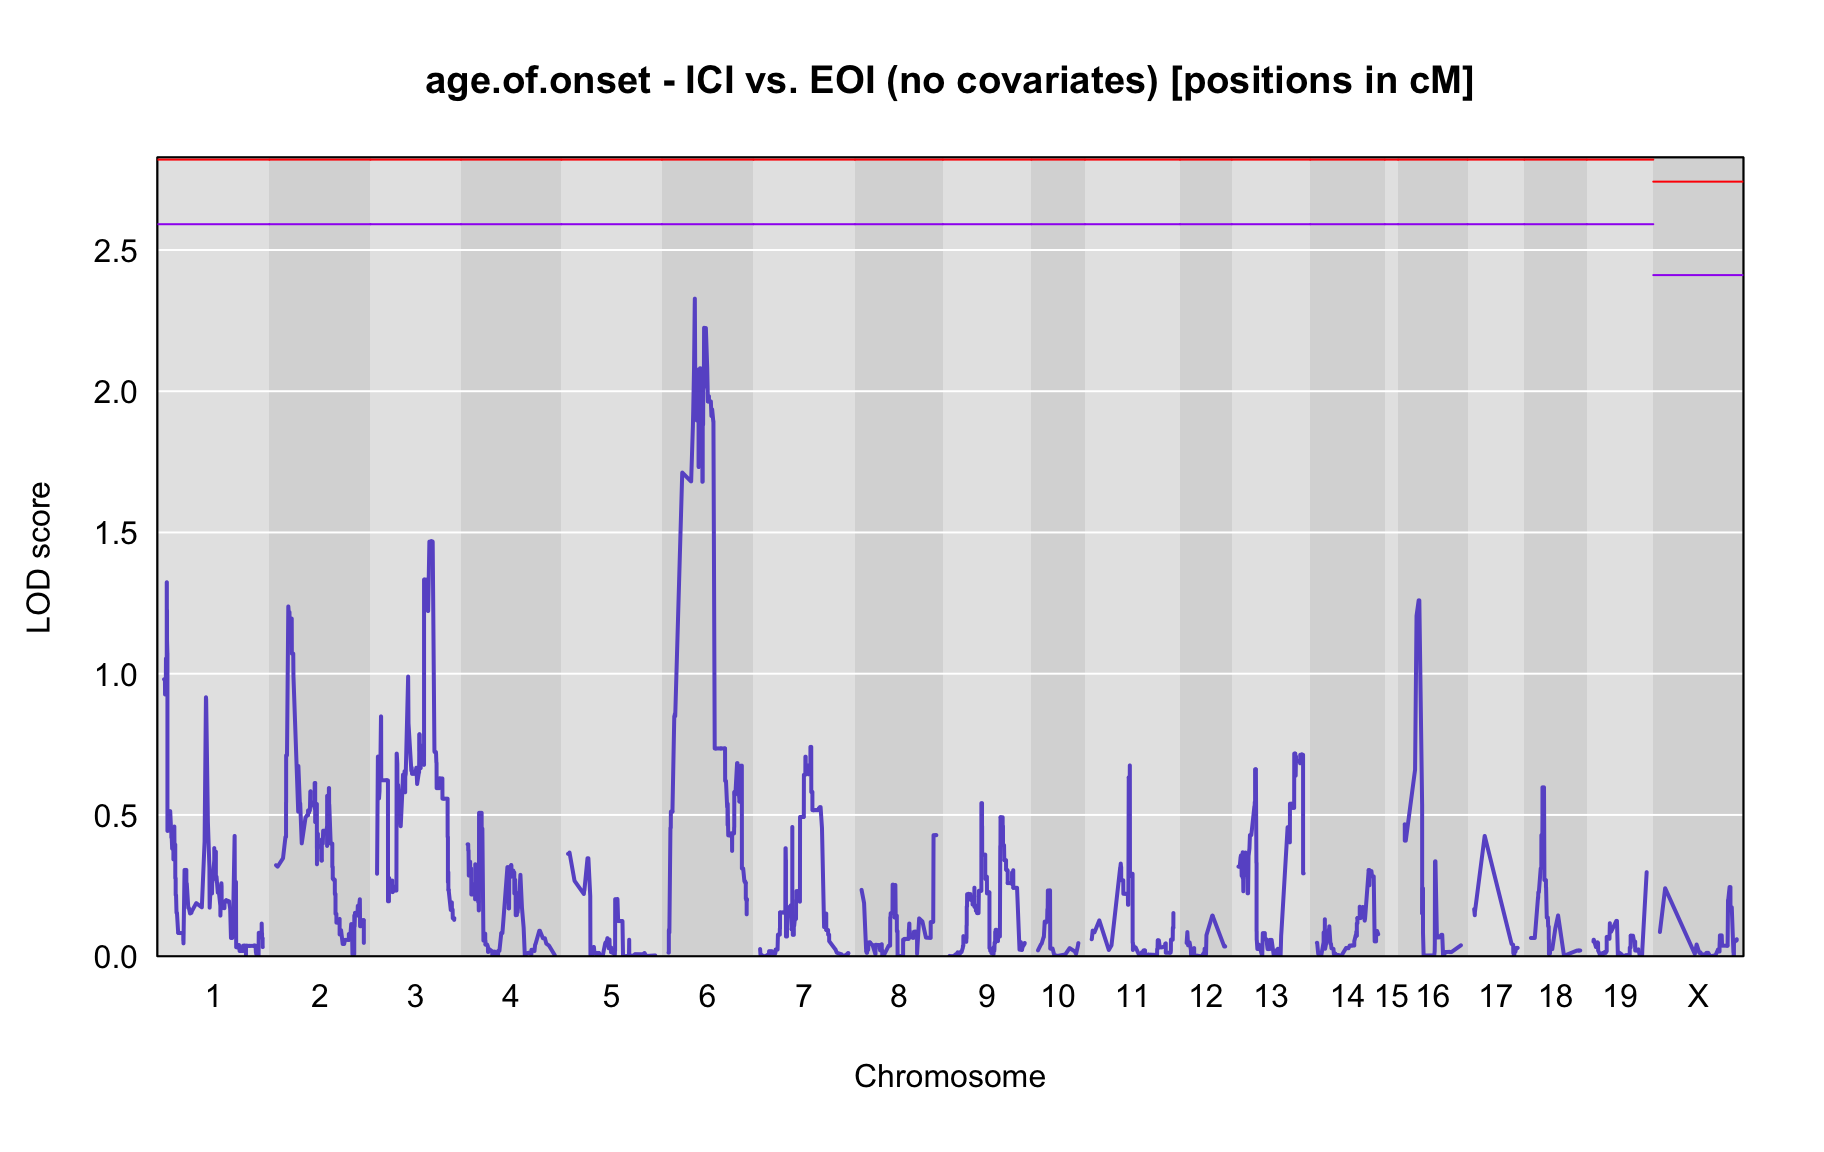 age.of.onset - ICI vs. EOI (no covariates) [positions in cM]
LOD score
2.5
2.0
1.5
1.0
0.5
0.0
1 2 3 4 5 6 7 8 9 10 11 12 13 14 15 16 17 18 19 X
Chromosome